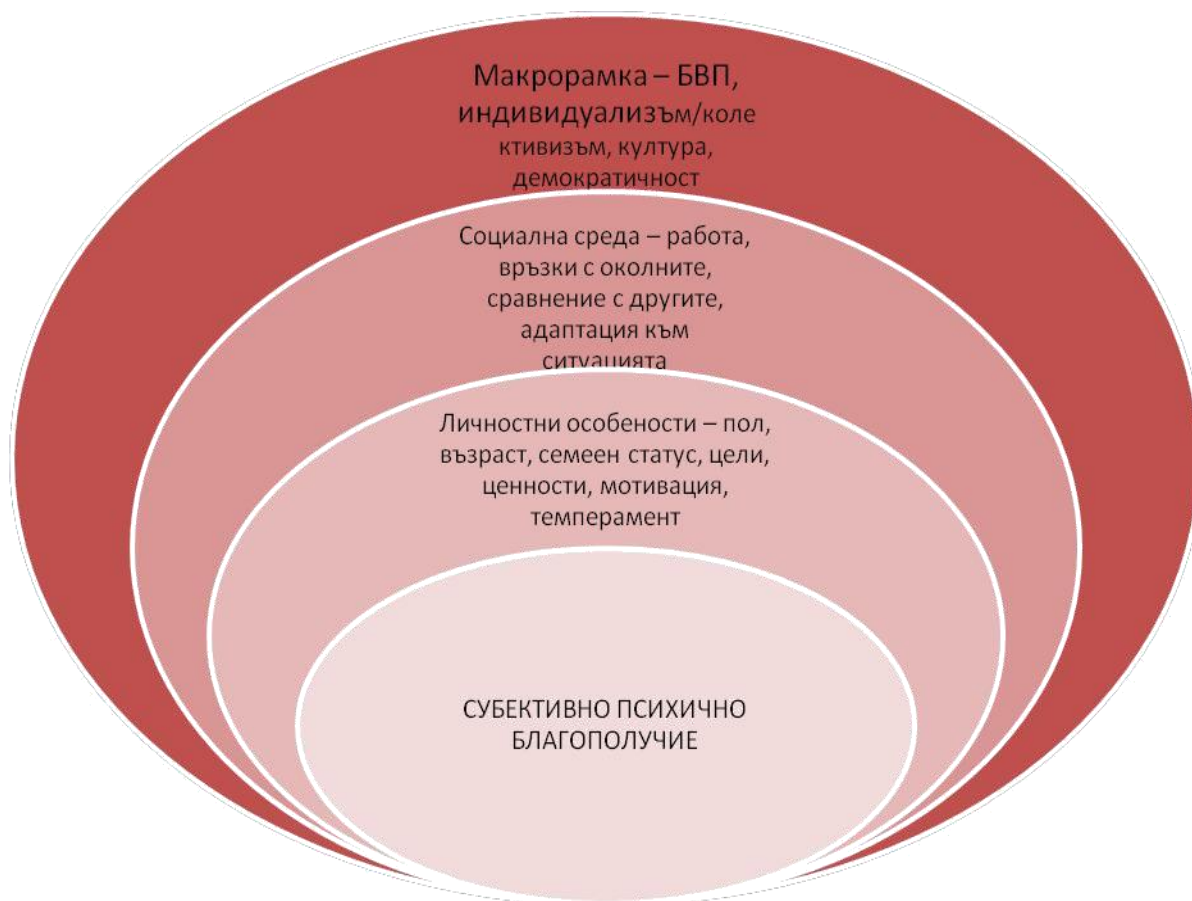 Макрорамка – БВП,
индивидуализъм/коле
ктивизъм, култура,
демократичност
Социална среда – работа,
връзки с околните,
сравнение с другите,
адаптация към
ситуацията
Личностни особености – пол,
възраст, семеен статус, цели,
ценности, мотивация,
темперамент
СУБЕКТИВНО ПСИХИЧНО
БЛАГОПОЛУЧИЕ